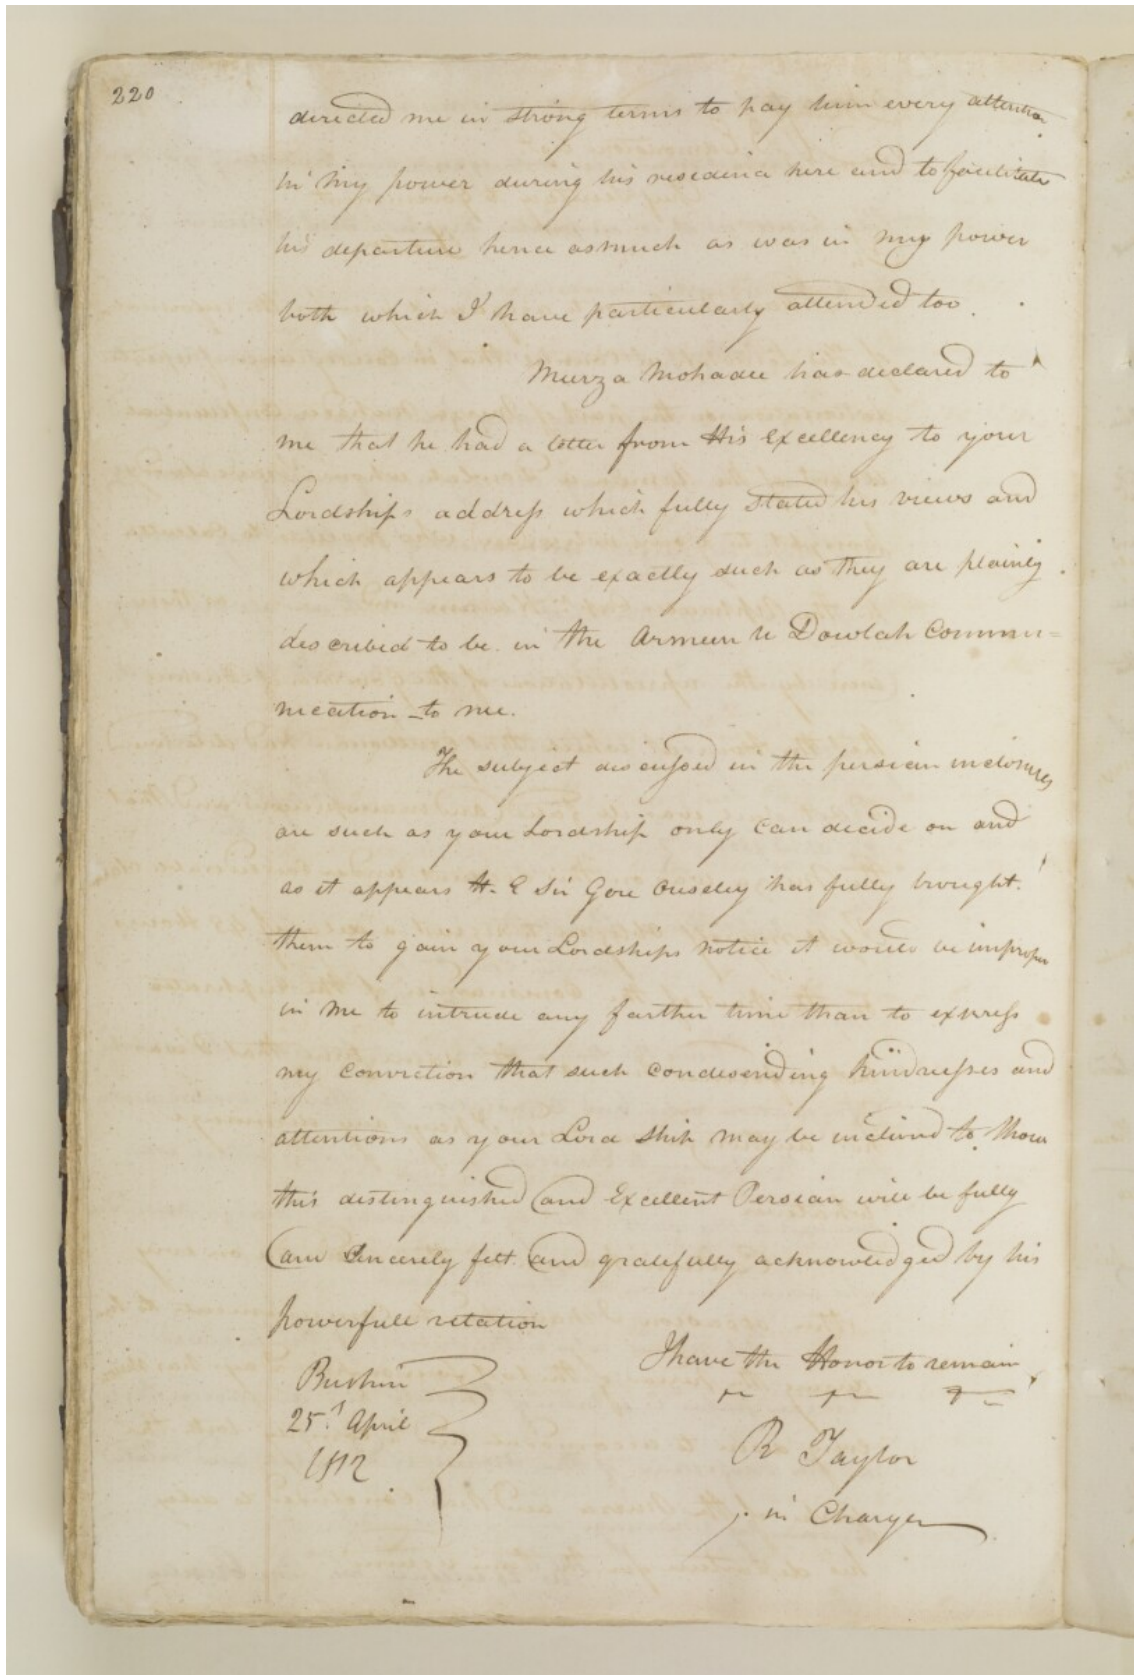 220
directed me in strong terms to pay him every attention
in my power during his residence here and to facilitate
his departure hence as much as was in my power
both which I have particularly attended too.
Murza Mohadee has declared to
me that he had a letter from His Excellency to your
Lordships address which fully stated his views and
which appears to be exactly such as they are plainly
described to be in the Armeen u Dowlah Commu=
nication to me.
The subject discussed in the persian inclosures
are such as your Lordship only can decide on and
as it appears H. E Sir Gore Ouseley has fully brought
them to gain your Lordships notice it would be improper
in me to intrude any farther time than to express
my conviction that such condesending kindnesses and
attentions as your Lord Ship may be inclined to show
this distinguished and Excellent Persian will be fully
and Sincerely felt and gratefully acknowledged by his
powerfull relation
I have the Honor to remain
Bushir
25th April
1812
R Taylor
in Charge